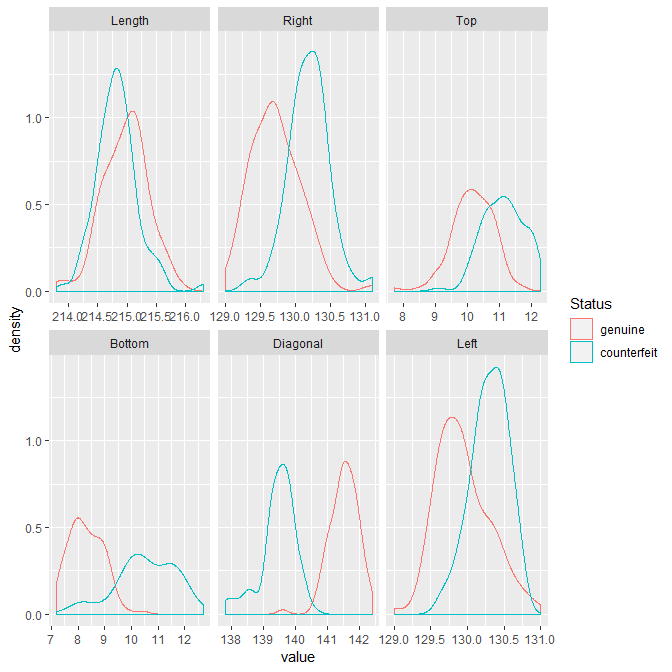 Length Right Top
1.0
0.5
0.0
214.0 214.5 215.0 215.5 216.0 129.0 129.5 130.0 130.5 131.0 8 9 10 11 12
Bottom Diagonal Left
1.0
0.5
0.0
7 8 9 10 11 12 138 139 140 141 142 129.0 129.5 130.0 130.5 131.0
value
density
Status
genuine
counterfeit